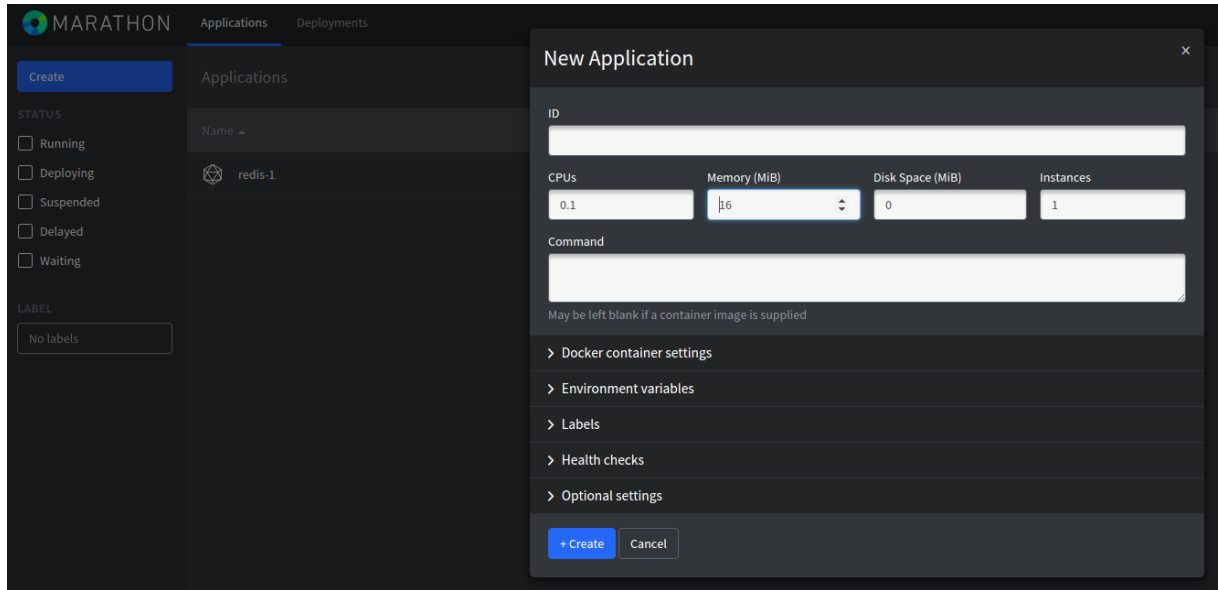 MARATHON
Applications
Deployments
Create
STATUS
Running
Deploying
Suspended
Delayed
Waiting
LABEL
No labels
Applications
Name
redis-1
New Application
×
ID
CPUs Memory (MiB) Disk Space (MiB) Instances
0.1 16 0 1
Command
May be left blank if a container image is supplied
Docker container settings
Environment variables
Labels
Health checks
Optional settings
+ Create Cancel